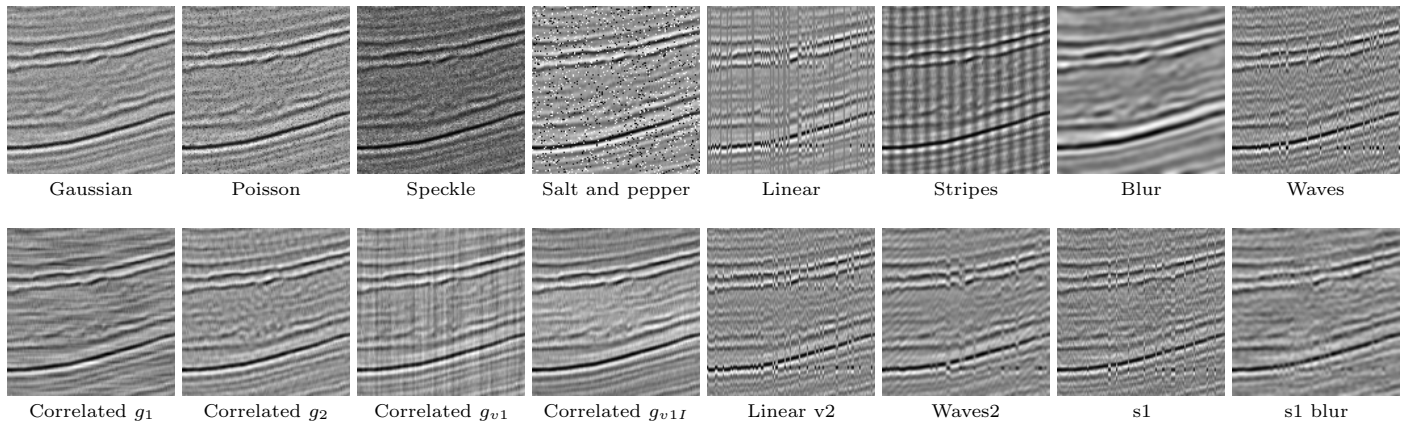 Gaussian Poisson Speckle Salt and pepper Linear Stripes Blur Waves
Correlated g1 Correlated g2 Correlated gv1 Correlated gv1I Linear v2 Waves2 s1 s1 blur